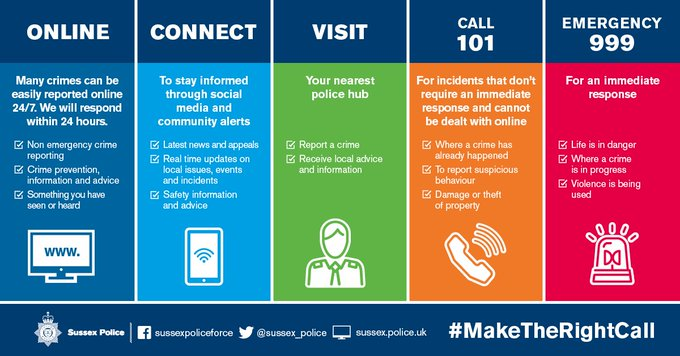 ONLINE
Many crimes can be
easily reported online
24/7. We will respond
within 24 hours.
Non emergency crime
reporting
Crime prevention,
information and advice
Something you have
seen or heard
www.
CONNECT
To stay informed
through social
media and
community alerts
Latest news and appeals
Real time updates on
local issues, events
and incidents
Safety information
and advice
VISIT
Your nearest
police hub
Report a crime
Receive local advice
and information
CALL
101
For incidents that don't
require an immediate
response and cannot
be dealt with online
Where a crime has
already happened
To report suspicious
behaviour
Damage or theft
of property
EMERGENCY
999
For an immediate
response
Life is in danger
Where a crime
is in progress
Violence is being
used
Sussex Police
sussexpoliceforce
@sussex_police
sussex.police.uk
#MakeTheRightCall